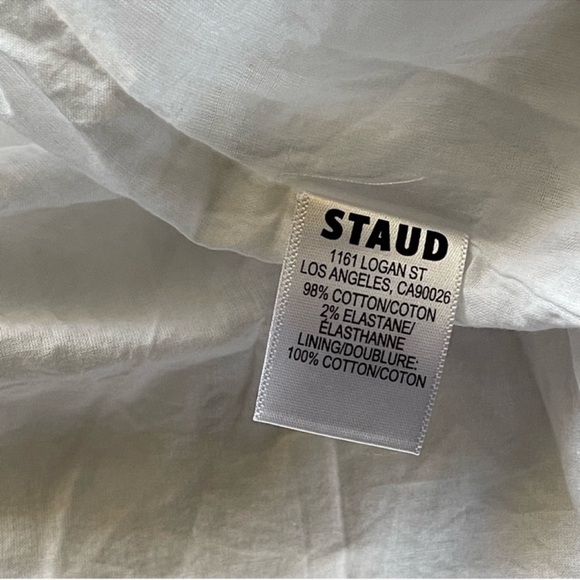 STAUD
1161 LOGAN ST
LOS ANGELES, CA90026
98% COTTON/COTON
2% ELASTANE/
ÉLASTHANNE
LINING/DOUBLURE:
100% COTTON/COTON